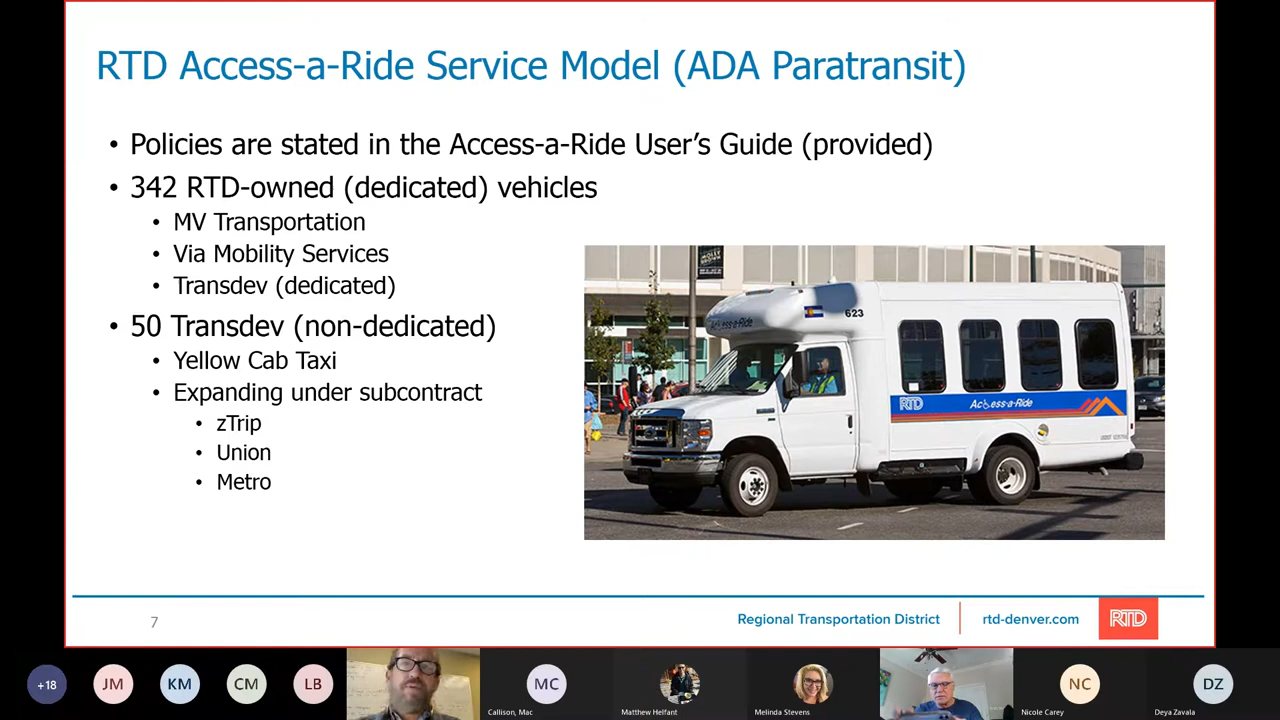 RTD Access-a-Ride Service Model (ADA Paratransit)
• Policies are stated in the Access-a-Ride User's Guide (provided)
• 342 RTD-owned (dedicated) vehicles
• MV Transportation
• Via Mobility Services
• Transdev (dedicated)
• 50 Transdev (non-dedicated)
• Yellow Cab Taxi
• Expanding under subcontract
• zTrip
• Union
• Metro
Access-a-Ride
623
RTD
Access-a-Ride
7
Regional Transportation District
rtd-denver.com
RTD
+18
JM
KM
CM
LB
MC
NC
DZ
Callison, Mac
Matthew Helfant
Melinda Stevens
Nicole Carey
Deya Zavala